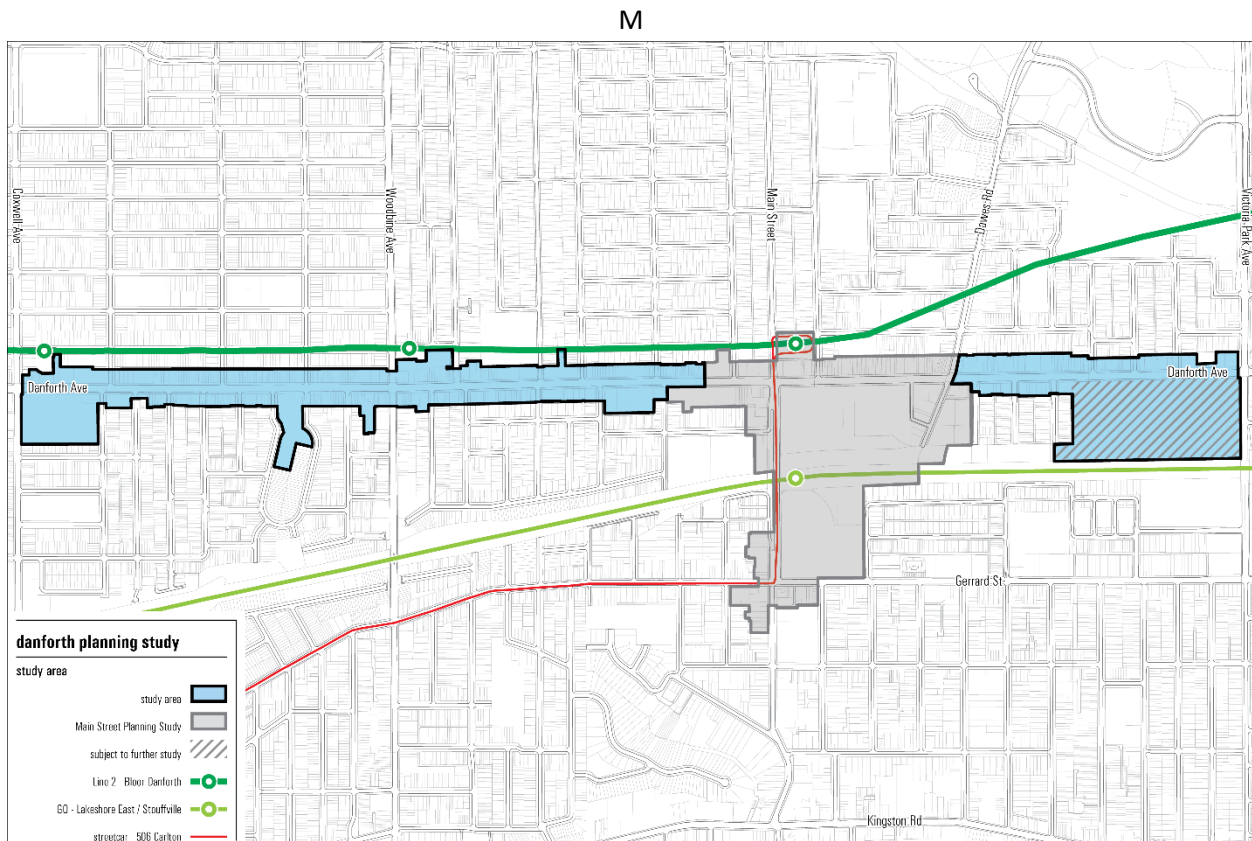 M
Coxwell Ave
Woodbine Ave
Main Street
Dawes Rd
Victoria Park Ave
Danforth Ave
Danforth Ave
Gerrard St
Kingston Rd
danforth planning study
study area
study area
Main Street Planning Study
subject to further study
Line 2 Bloor Danforth
GO - Lakeshore East / Stouffville
streetcar 506 Carlton